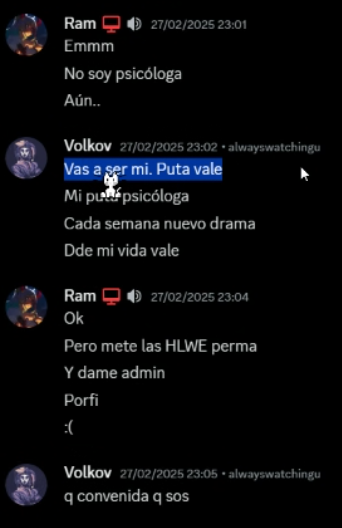 Ram 27/02/2025 23:01
Emmm
No soy psicóloga
Aún..
Volkov 27/02/2025 23:02 • alwayswatchingu
Vas a ser mi. Puta vale
Mi puta psicóloga
Cada semana nuevo drama
Dde mi vida vale
Ram 27/02/2025 23:04
Ok
Pero mete las HLWE perma
Y dame admin
Porfi
:(
Volkov 27/02/2025 23:05 • alwayswatchingu
q convenida q sos